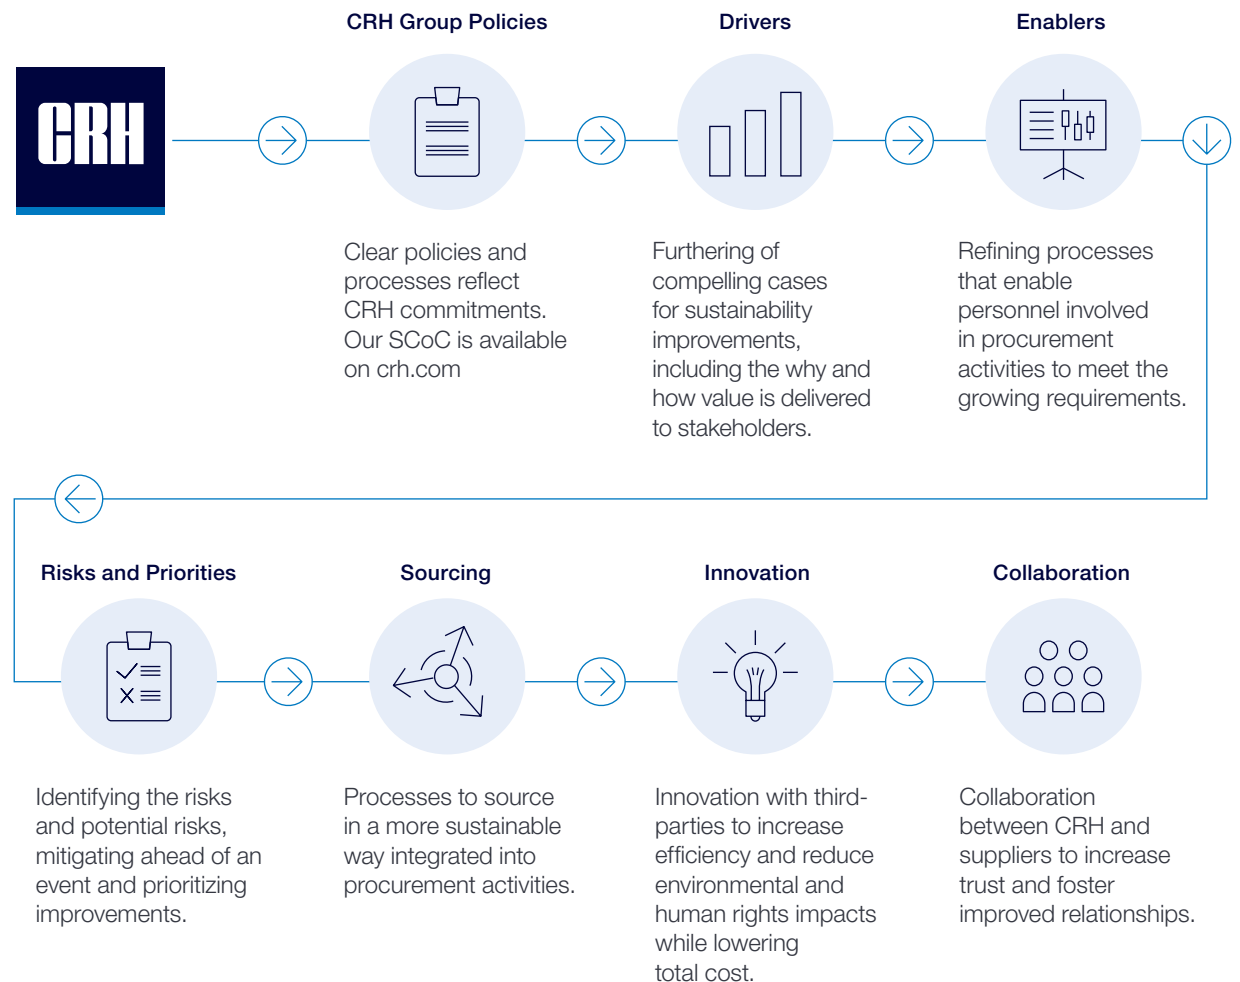 CRH Group Policies
Drivers
Enablers
CRH
Clear policies and
processes reflect
CRH commitments.
Our SCoC is available
on crh.com
Furthering of
compelling cases
for sustainability
improvements,
including the why and
how value is delivered
to stakeholders.
Refining processes
that enable
personnel involved
in procurement
activities to meet the
growing requirements.
Risks and Priorities
Sourcing
Innovation
Collaboration
Identifying the risks
and potential risks,
mitigating ahead of an
event and prioritizing
improvements.
Processes to source
in a more sustainable
way integrated into
procurement activities.
Innovation with third-
parties to increase
efficiency and reduce
environmental and
human rights impacts
while lowering
total cost.
Collaboration
between CRH and
suppliers to increase
trust and foster
improved relationships.